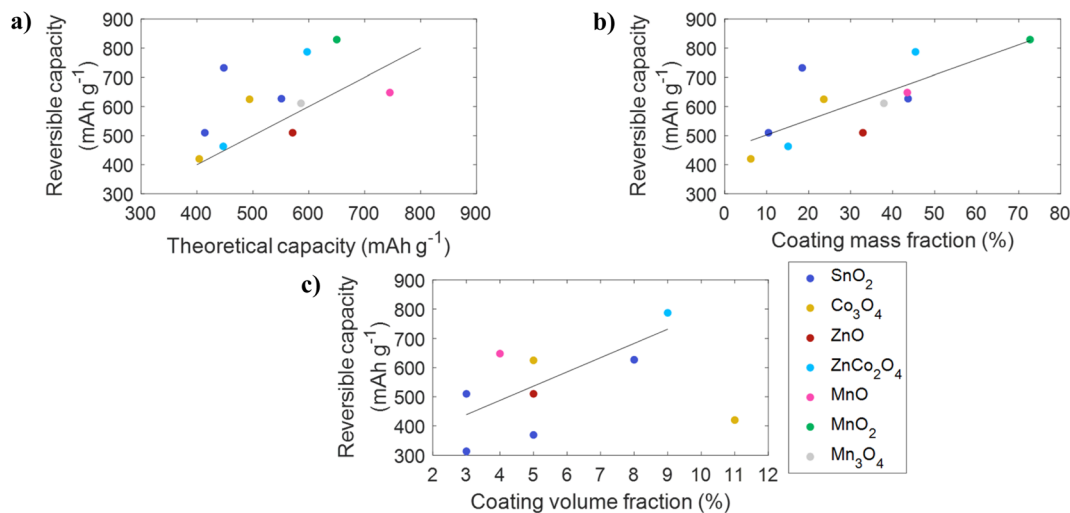 a)
Reversible capacity
(mAh g⁻¹)
900
800
700
600
500
400
300
300 400 500 600 700 800 900
Theoretical capacity (mAh g⁻¹)
b)
Reversible capacity
(mAh g⁻¹)
900
800
700
600
500
400
300
0 10 20 30 40 50 60 70 80
Coating mass fraction (%)
c)
Reversible capacity
(mAh g⁻¹)
900
800
700
600
500
400
300
2 3 4 5 6 7 8 9 10 11 12
Coating volume fraction (%)
SnO₂
Co₃O₄
ZnO
ZnCo₂O₄
MnO
MnO₂
Mn₃O₄